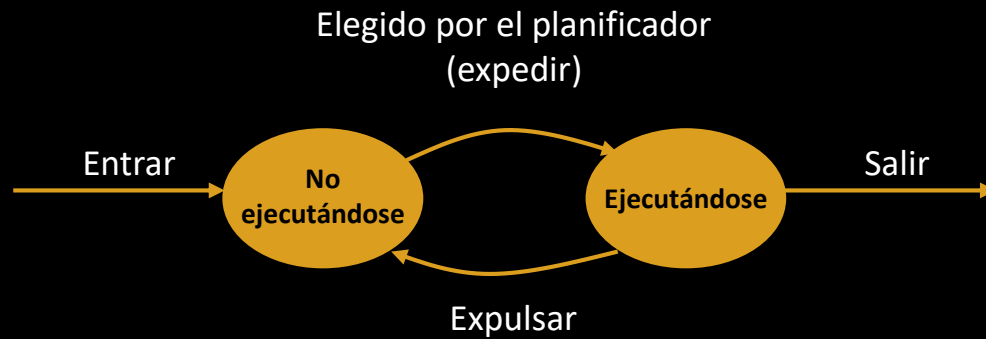 Elegido por el planificador
(expedir)
Entrar
No
ejecutándose
Ejecutándose
Salir
Expulsar